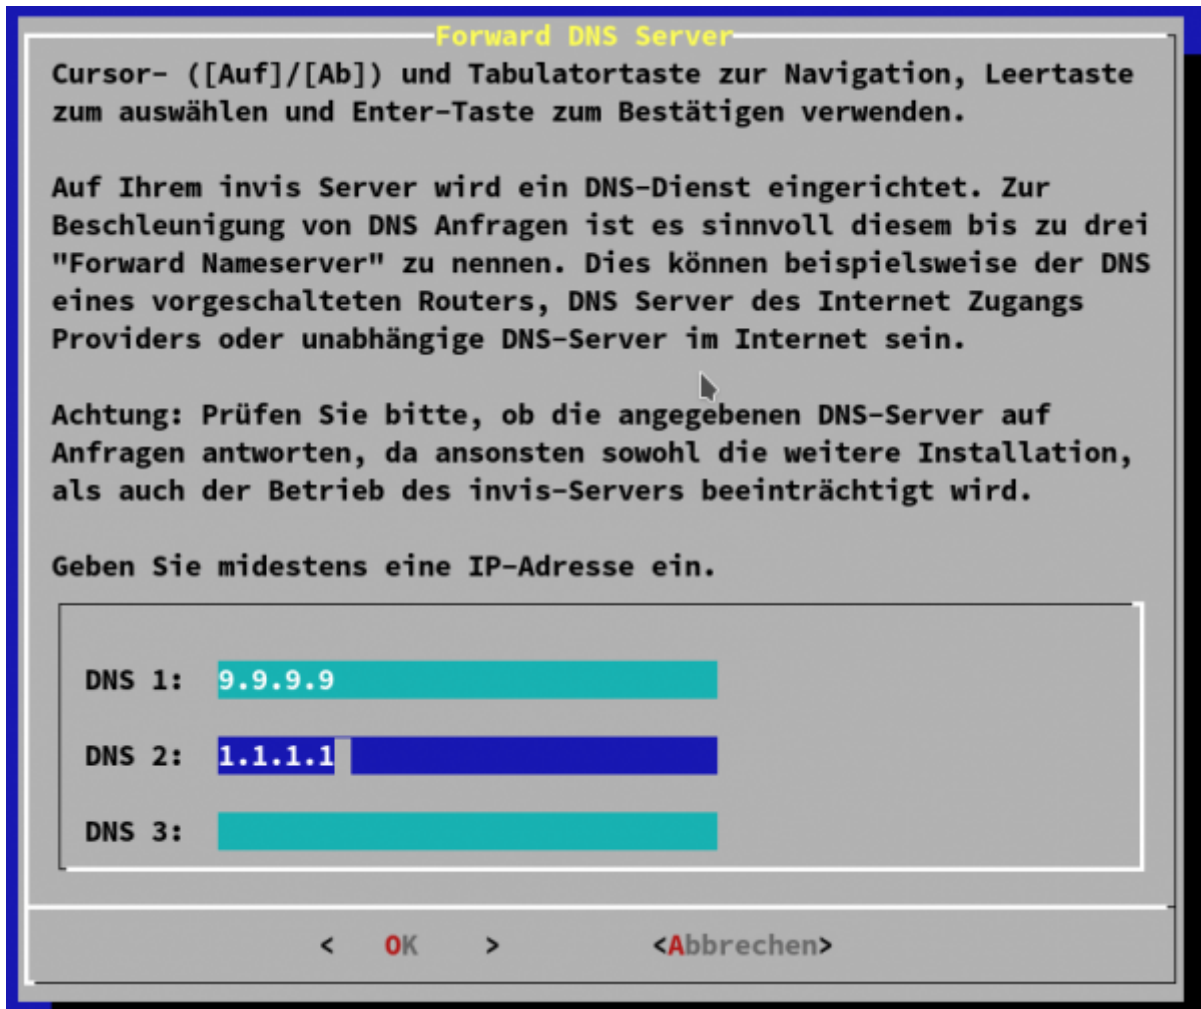 Forward DNS Server
Cursor- ([Auf]/[Ab]) und Tabulatortaste zur Navigation, Leertaste
zum auswählen und Enter-Taste zum Bestätigen verwenden.
Auf Ihrem invis Server wird ein DNS-Dienst eingerichtet. Zur
Beschleunigung von DNS Anfragen ist es sinnvoll diesem bis zu drei
"Forward Nameserver" zu nennen. Dies können beispielsweise der DNS
eines vorgeschalteten Routers, DNS Server des Internet Zugangs
Providers oder unabhängige DNS-Server im Internet sein.
Achtung: Prüfen Sie bitte, ob die angegebenen DNS-Server auf
Anfragen antworten, da ansonsten sowohl die weitere Installation,
als auch der Betrieb des invis-Servers beeinträchtigt wird.
Geben Sie midestens eine IP-Adresse ein.
DNS 1: 9.9.9.9
DNS 2: 1.1.1.1
DNS 3:
< OK > <Abbrechen>